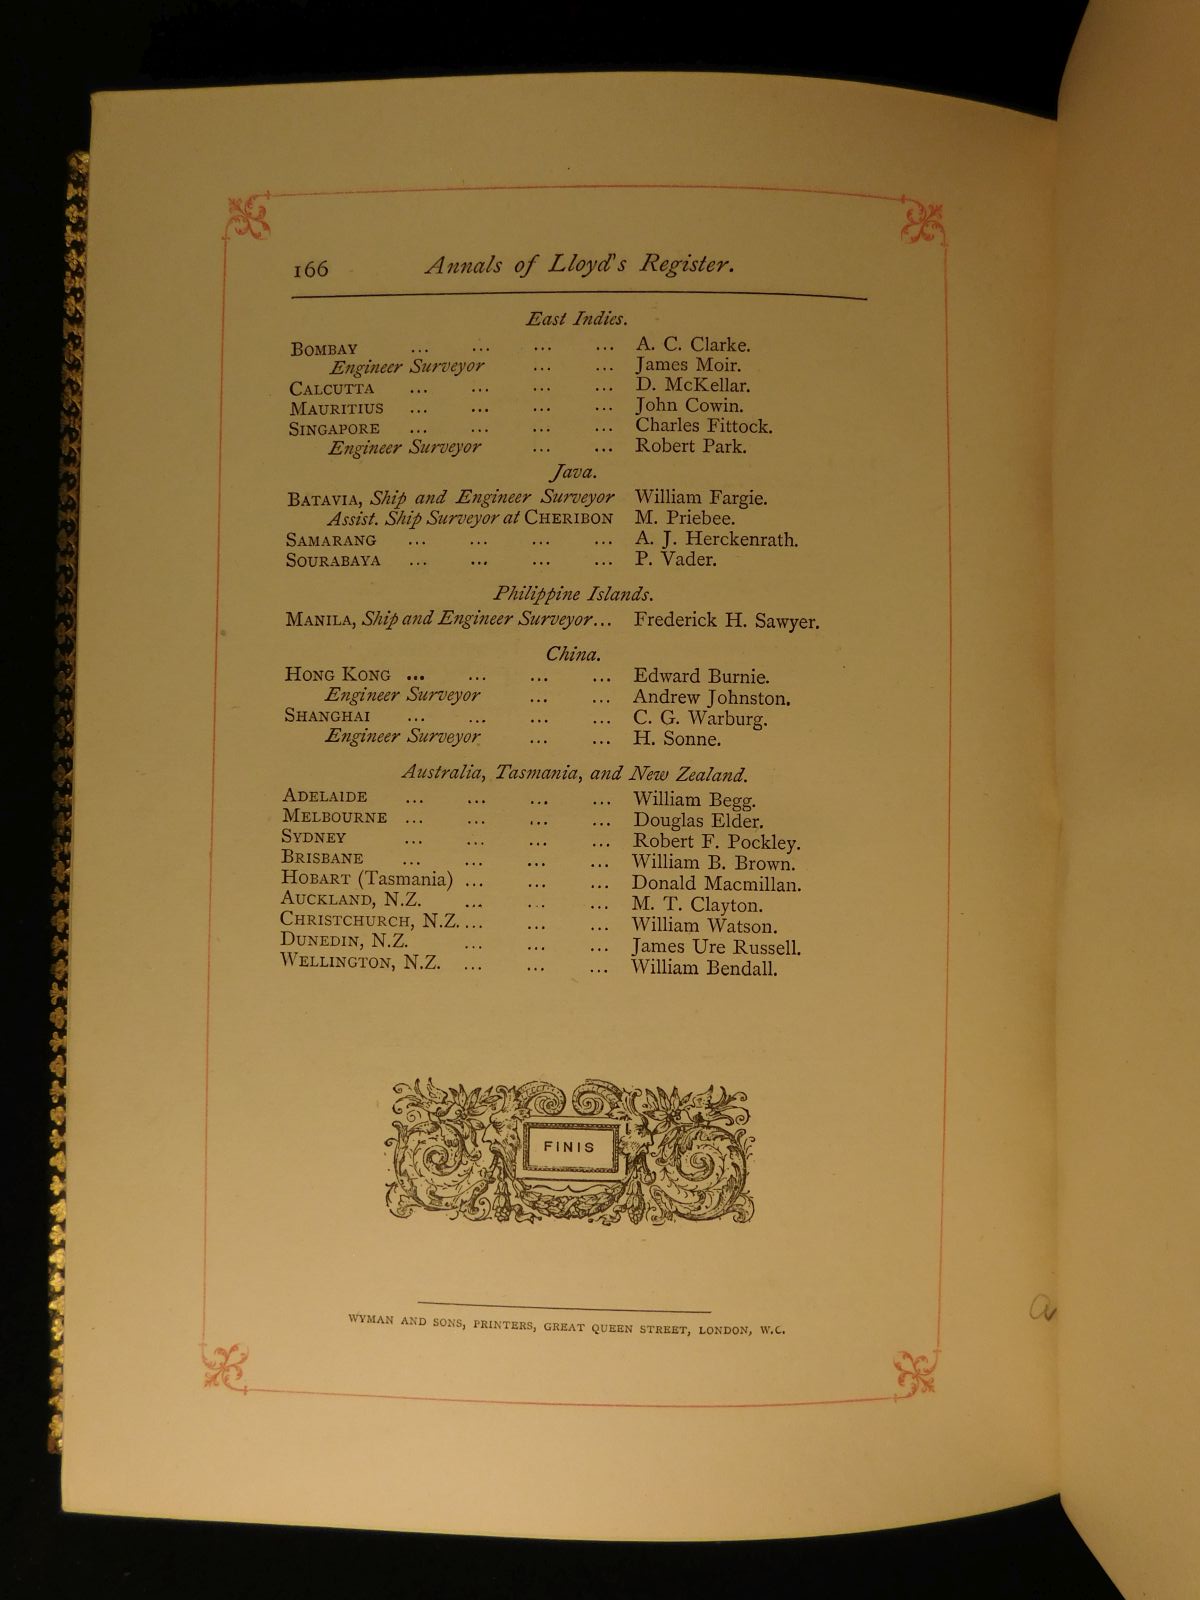 166 Annals of Lloyd's Register.
East Indies.
BOMBAY ... ... ... ... A. C. Clarke.
Engineer Surveyor ... ... James Moir.
CALCUTTA ... ... ... ... D. McKellar.
MAURITIUS ... ... ... ... John Cowin.
SINGAPORE ... ... ... ... Charles Fittock.
Engineer Surveyor ... ... Robert Park.
Java.
BATAVIA, Ship and Engineer Surveyor William Fargie.
Assist. Ship Surveyor at CHERIBON M. Priebee.
SAMARANG ... ... ... ... A. J. Herckenrath.
SOURABAYA ... ... ... ... P. Vader.
Philippine Islands.
MANILA, Ship and Engineer Surveyor... Frederick H. Sawyer.
China.
HONG KONG ... ... ... ... Edward Burnie.
Engineer Surveyor ... ... Andrew Johnston.
SHANGHAI ... ... ... ... C. G. Warburg.
Engineer Surveyor ... ... H. Sonne.
Australia, Tasmania, and New Zealand.
ADELAIDE ... ... ... ... William Begg.
MELBOURNE ... ... ... ... Douglas Elder.
SYDNEY ... ... ... ... Robert F. Pockley.
BRISBANE ... ... ... ... William B. Brown.
HOBART (Tasmania) ... ... ... Donald Macmillan.
AUCKLAND, N.Z. ... ... ... M. T. Clayton.
CHRISTCHURCH, N.Z. ... ... ... William Watson.
DUNEDIN, N.Z. ... ... ... James Ure Russell.
WELLINGTON, N.Z. ... ... ... William Bendall.
FINIS
WYMAN AND SONS, PRINTERS, GREAT QUEEN STREET, LONDON, W.C.
a